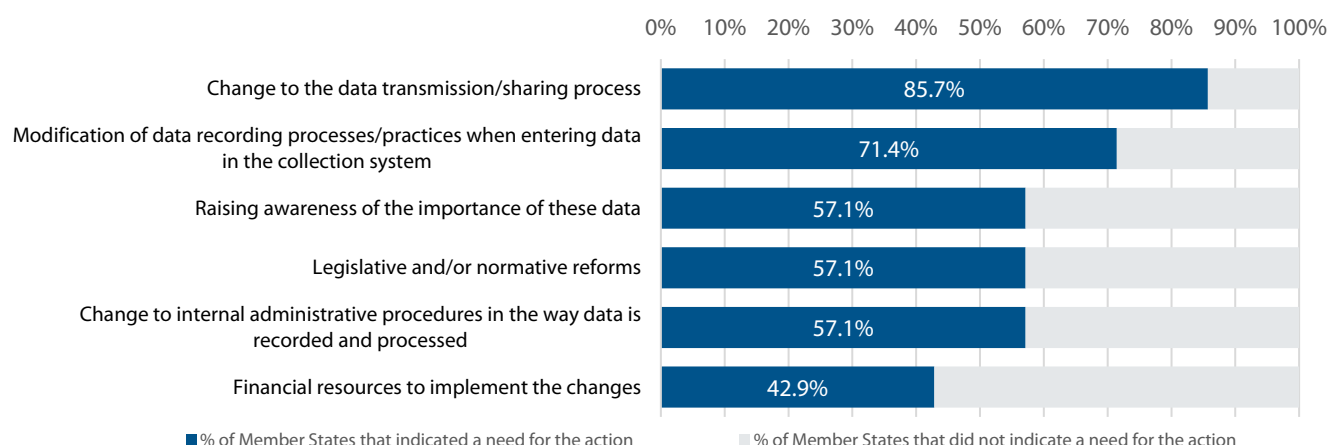 0% 10% 20% 30% 40% 50% 60% 70% 80% 90% 100%
Change to the data transmission/sharing process
85.7%
Modification of data recording processes/practices when entering data
in the collection system
71.4%
Raising awareness of the importance of these data
57.1%
Legislative and/or normative reforms
57.1%
Change to internal administrative procedures in the way data is
recorded and processed
57.1%
Financial resources to implement the changes
42.9%
% of Member States that indicated a need for the action
% of Member States that did not indicate a need for the action